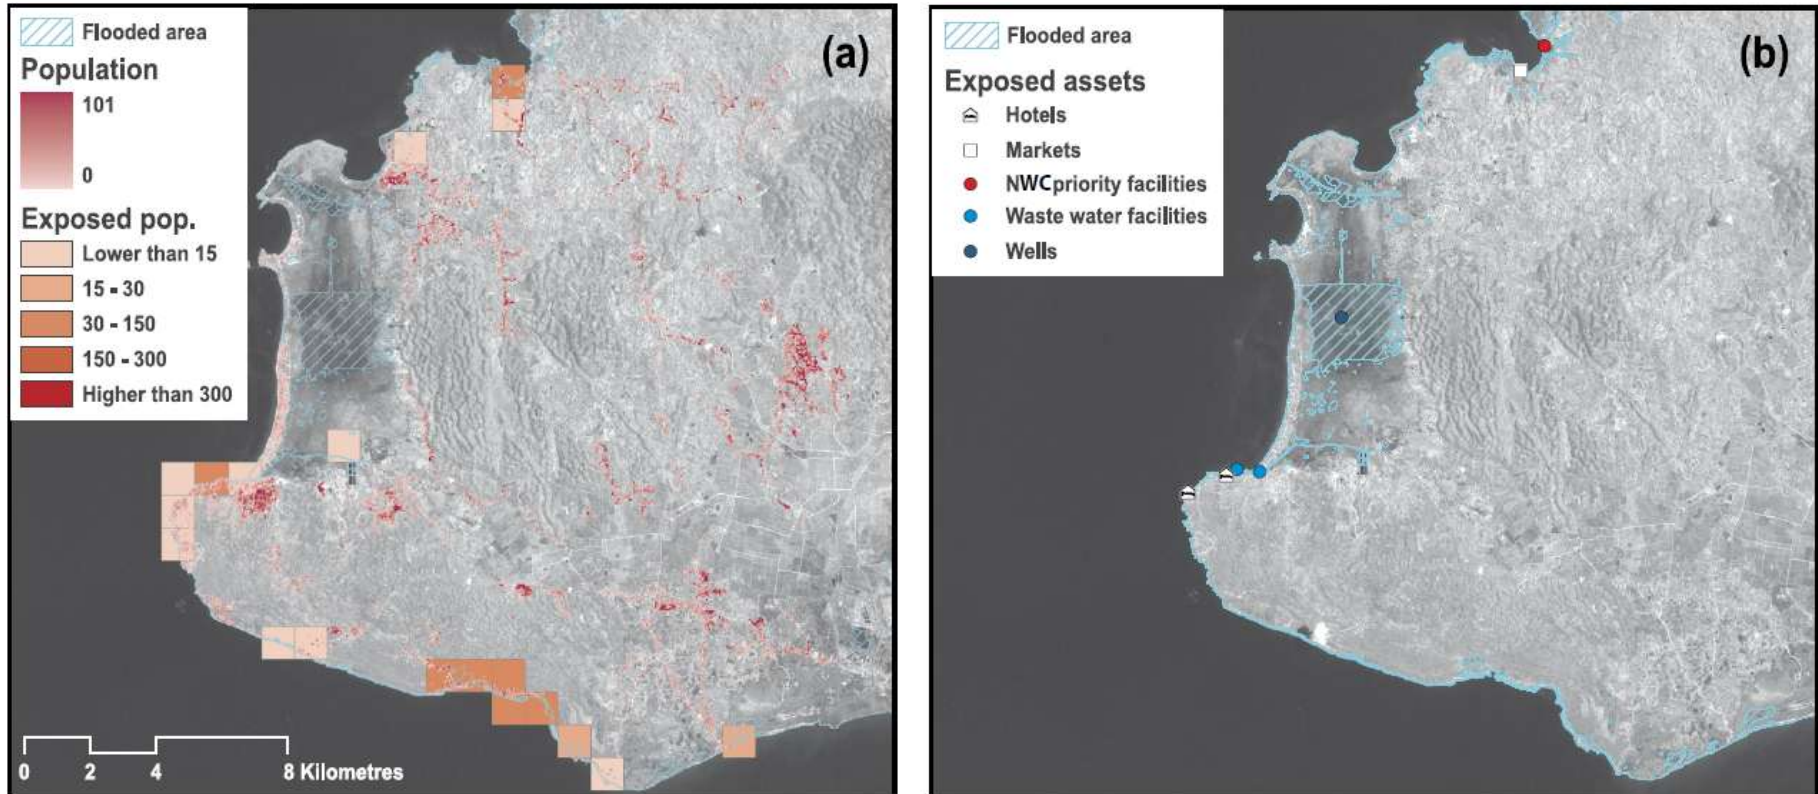 Flooded area
Population
101
0
Exposed pop.
Lower than 15
15 - 30
30 - 150
150 - 300
Higher than 300
0 2 4 8 Kilometres
(a)
Flooded area
Exposed assets
Hotels
Markets
NWCpriority facilities
Waste water facilities
Wells
(b)